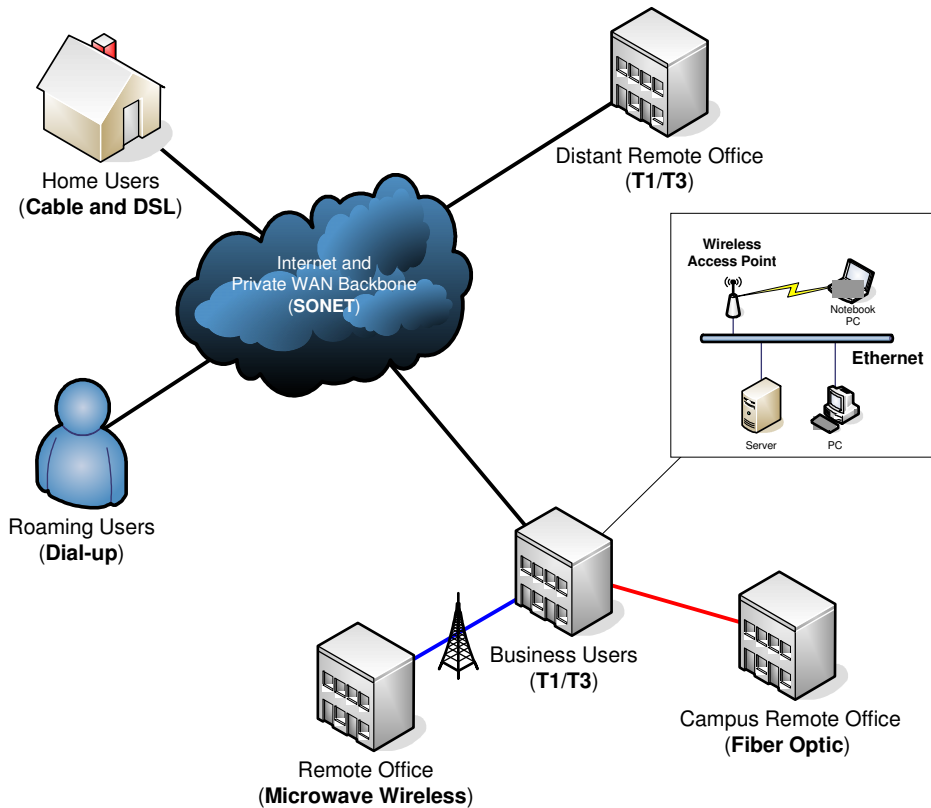 Home Users
(Cable and DSL)
Distant Remote Office
(T1/T3)
Internet and
Private WAN Backbone
(SONET)
Wireless
Access Point
Notebook
PC
Ethernet
Server
PC
Roaming Users
(Dial-up)
Business Users
(T1/T3)
Campus Remote Office
(Fiber Optic)
Remote Office
(Microwave Wireless)